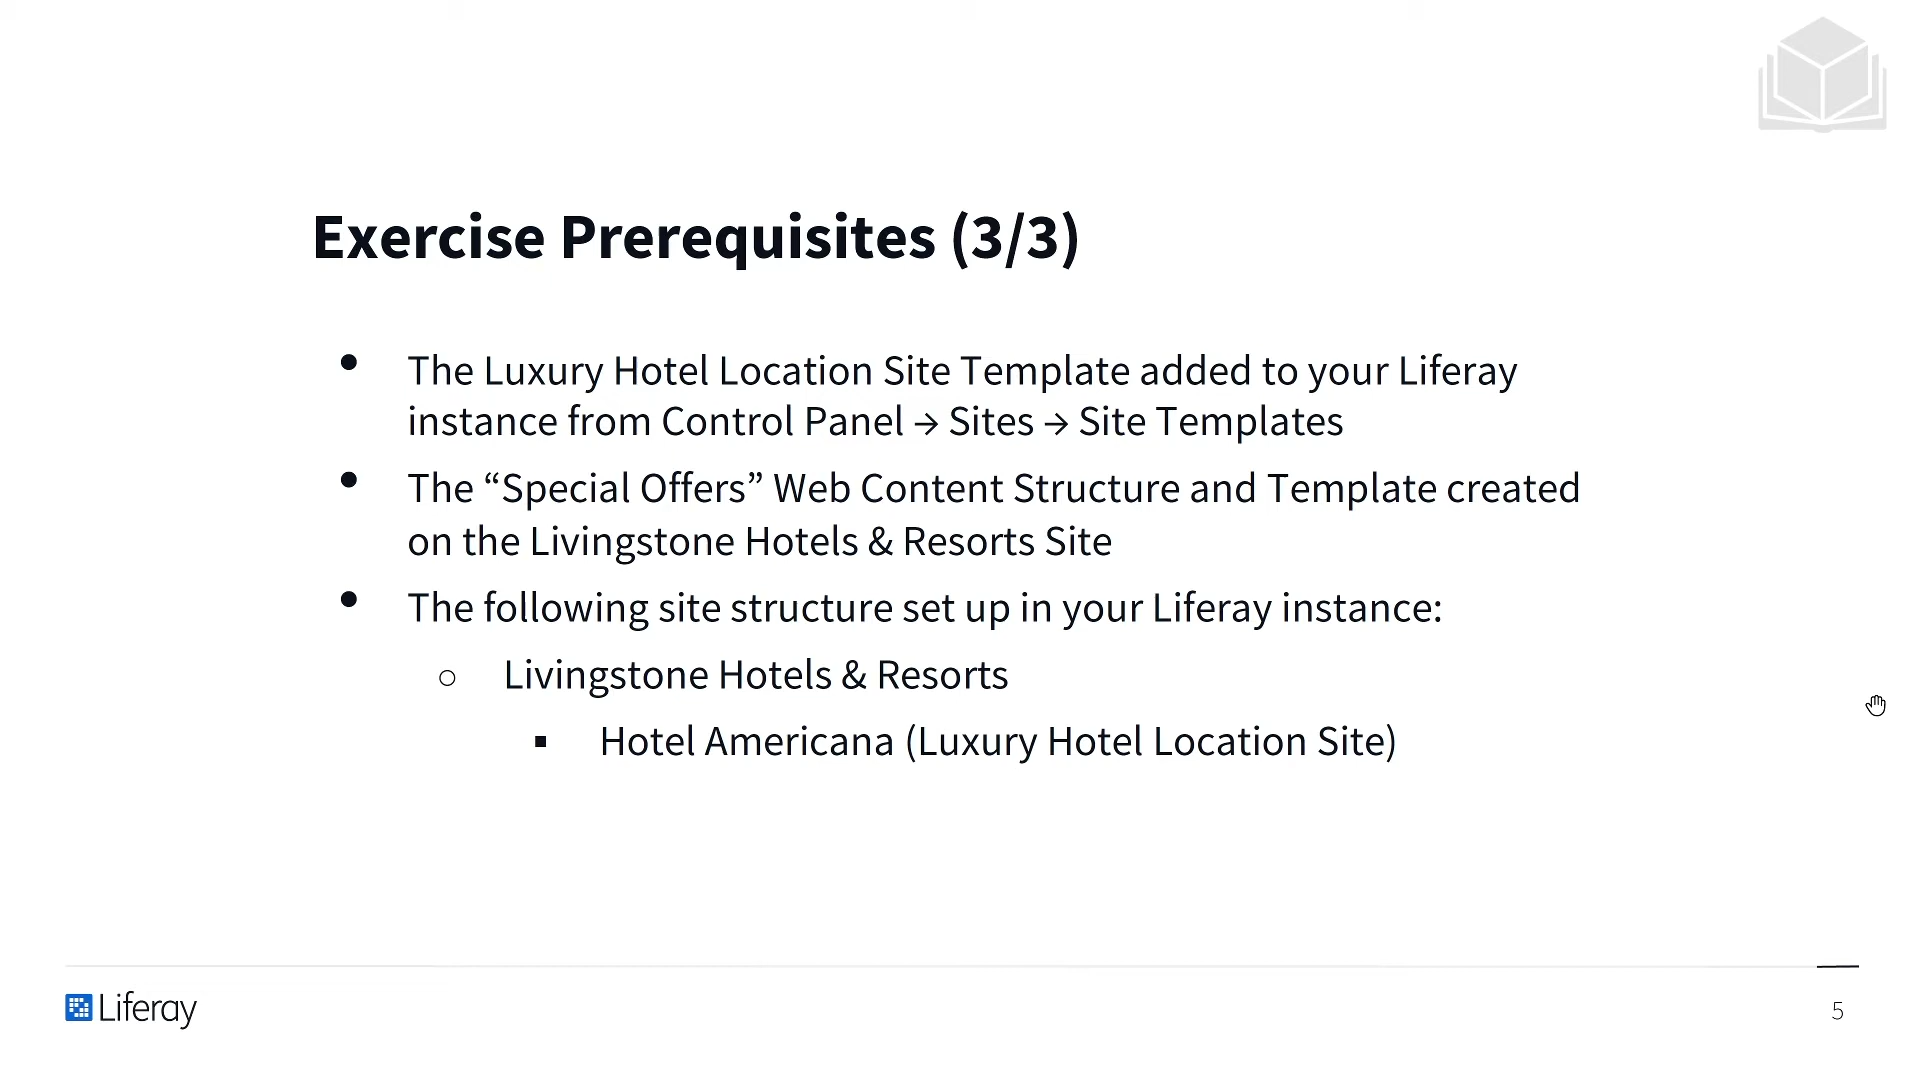 Exercise Prerequisites (3/3)
● The Luxury Hotel Location Site Template added to your Liferay
instance from Control Panel → Sites → Site Templates
● The “Special Offers” Web Content Structure and Template created
on the Livingstone Hotels & Resorts Site
● The following site structure set up in your Liferay instance:
○ Livingstone Hotels & Resorts
■ Hotel Americana (Luxury Hotel Location Site)
Liferay
5